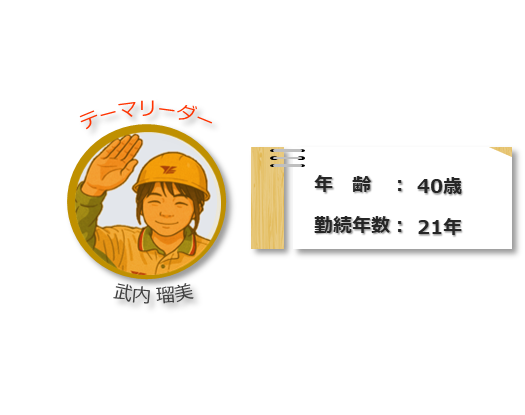 テーマリーダー
武内 瑠美
年　齢　： 40歳
勤続年数： 21年